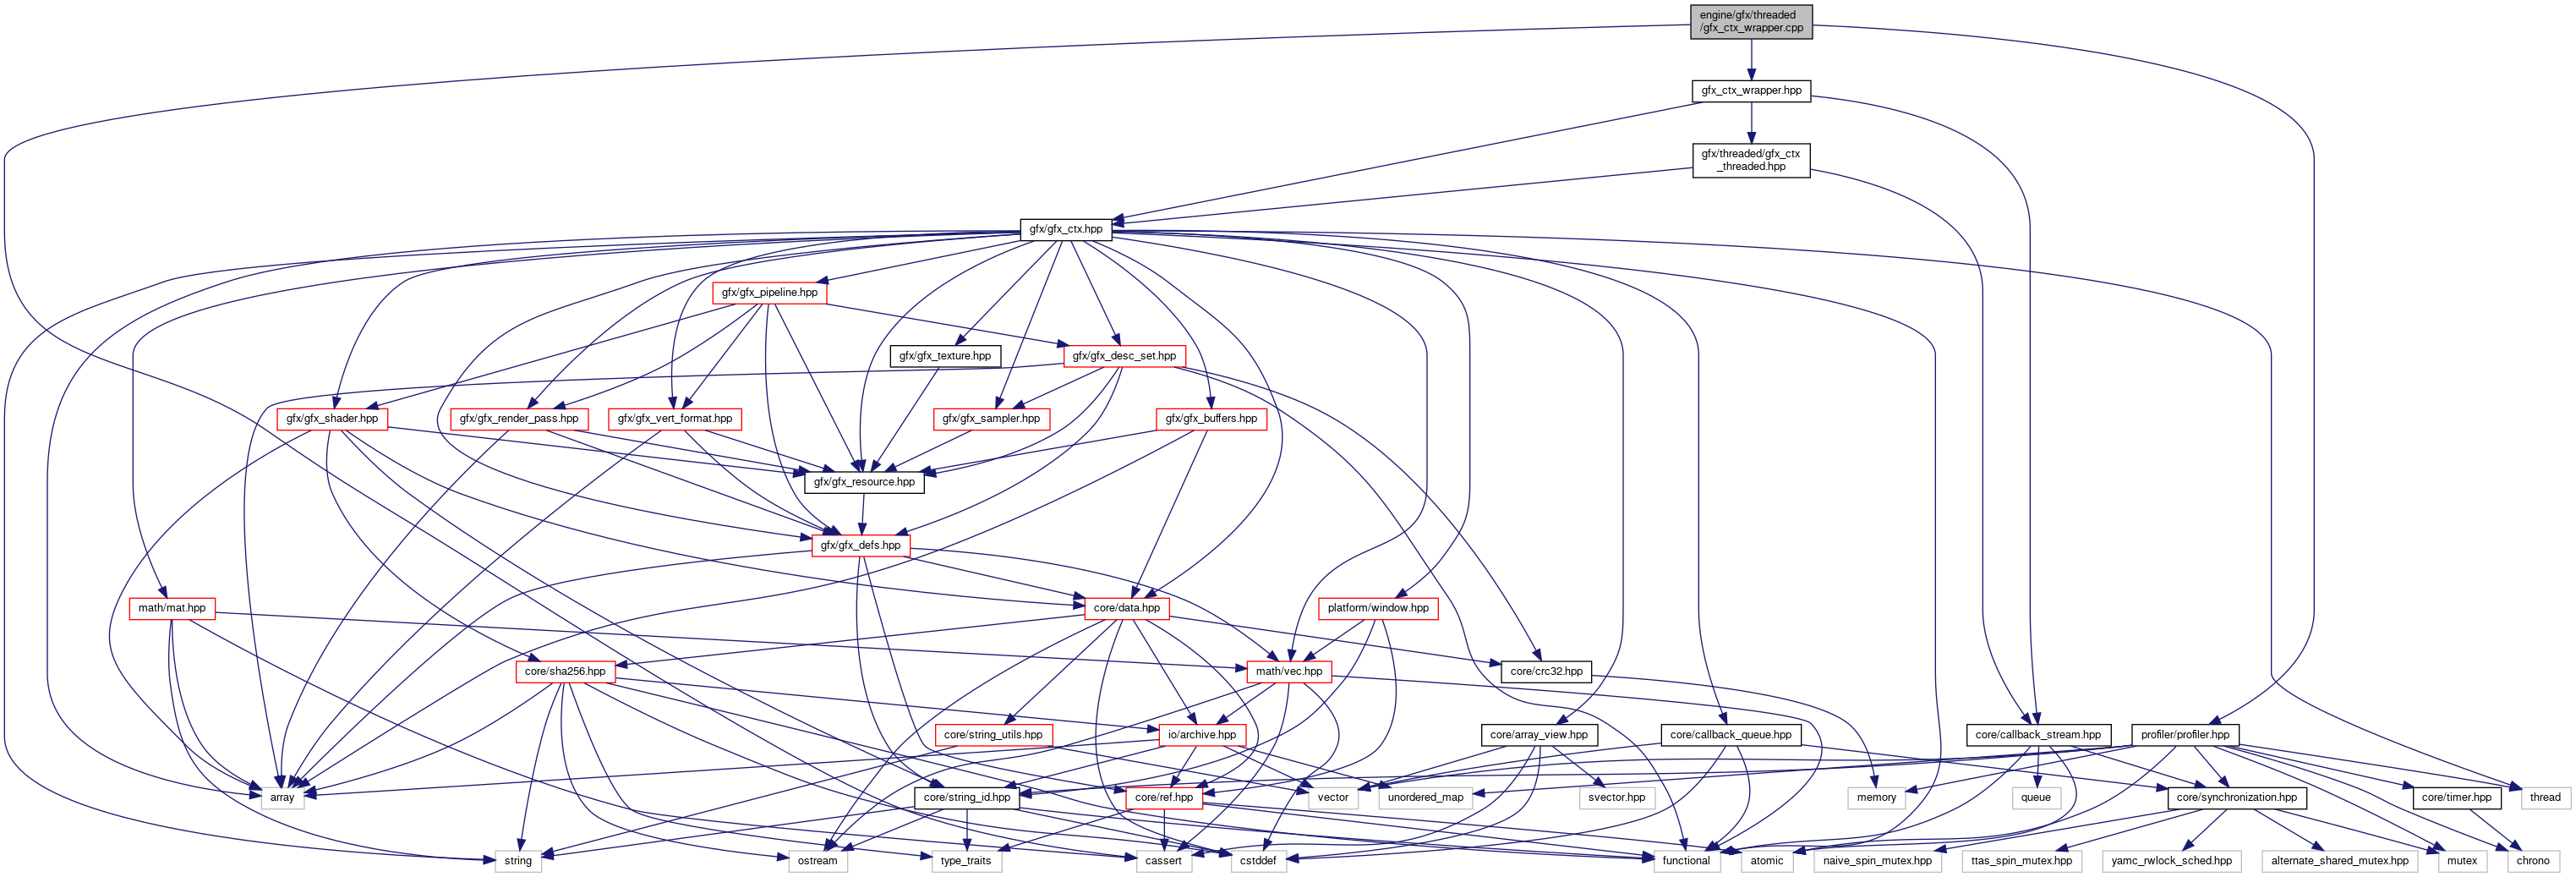 engine/gfx/threaded
/gfx_ctx_wrapper.cpp
gfx_ctx_wrapper.hpp
gfx/threaded/gfx_ctx
_threaded.hpp
gfx/gfx_ctx.hpp
gfx/gfx_pipeline.hpp
gfx/gfx_texture.hpp
gfx/gfx_desc_set.hpp
gfx/gfx_shader.hpp
gfx/gfx_render_pass.hpp
gfx/gfx_vert_format.hpp
gfx/gfx_sampler.hpp
gfx/gfx_buffers.hpp
gfx/gfx_resource.hpp
gfx/gfx_defs.hpp
math/mat.hpp
core/data.hpp
platform/window.hpp
core/sha256.hpp
math/vec.hpp
core/crc32.hpp
core/string_utils.hpp
io/archive.hpp
core/array_view.hpp
core/callback_queue.hpp
core/callback_stream.hpp
profiler/profiler.hpp
array
core/string_id.hpp
core/ref.hpp
vector
unordered_map
svector.hpp
memory
queue
core/synchronization.hpp
core/timer.hpp
thread
string
ostream
type_traits
cassert
cstddef
functional
atomic
naive_spin_mutex.hpp
ttas_spin_mutex.hpp
yamc_rwlock_sched.hpp
alternate_shared_mutex.hpp
mutex
chrono